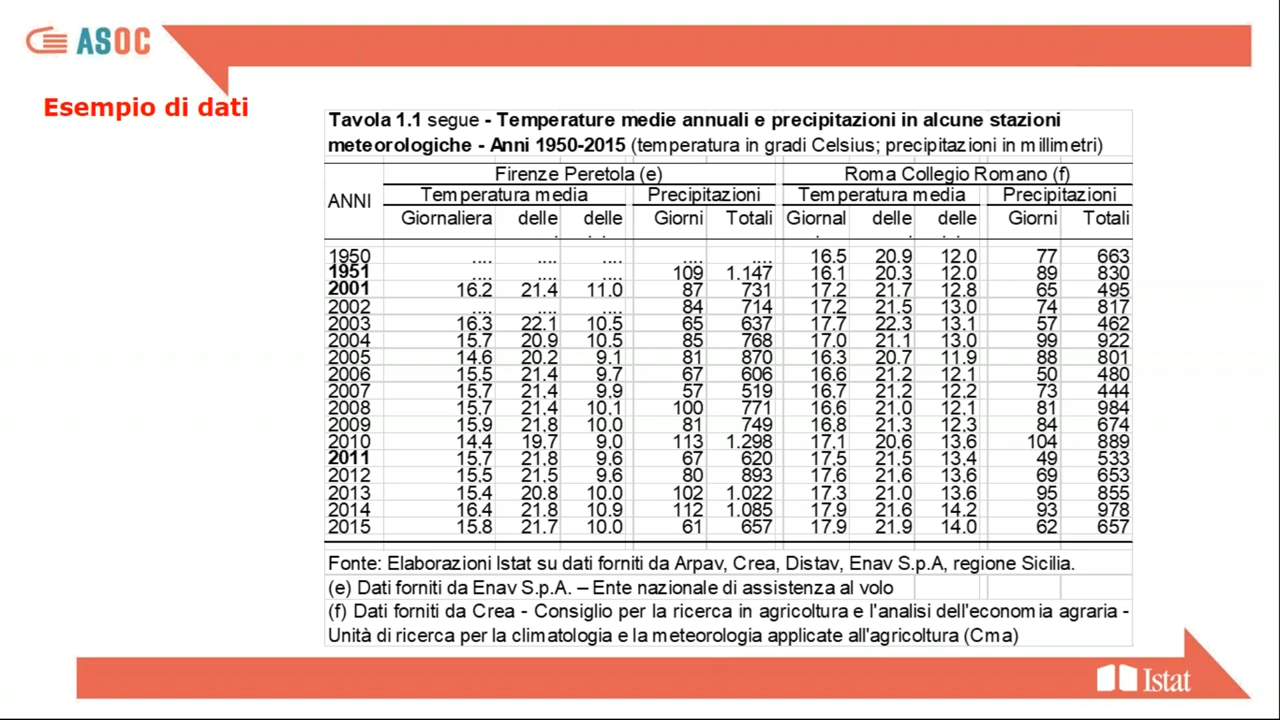 ASOC
Esempio di dati
Tavola 1.1 segue - Temperature medie annuali e precipitazioni in alcune stazioni
meteorologiche - Anni 1950-2015 (temperatura in gradi Celsius; precipitazioni in millimetri)
Firenze Peretola (e) Roma Collegio Romano (f)
ANNI Temperatura media Precipitazioni Temperatura media Precipitazioni
Giornaliera delle delle Giorni Totali Giornal delle delle Giorni Totali
1950 .... .... .... .... .... 16.5 20.9 12.0 77 663
1951 .... .... .... 109 1.147 16.1 20.3 12.0 89 830
2001 16.2 21.4 11.0 87 731 17.2 21.7 12.8 65 495
2002 .... .... .... 84 714 17.2 21.5 13.0 74 817
2003 16.3 22.1 10.5 65 637 17.7 22.3 13.1 57 462
2004 15.7 20.9 10.5 85 768 17.0 21.1 13.0 99 922
2005 14.6 20.2 9.1 81 870 16.3 20.7 11.9 88 801
2006 15.5 21.4 9.7 67 606 16.6 21.2 12.1 50 480
2007 15.7 21.4 9.9 57 519 16.7 21.2 12.2 73 444
2008 15.7 21.4 10.1 100 771 16.6 21.0 12.1 81 984
2009 15.9 21.8 10.0 81 749 16.8 21.3 12.3 84 674
2010 14.4 19.7 9.0 113 1.298 17.1 20.6 13.6 104 889
2011 15.7 21.8 9.6 67 620 17.5 21.5 13.4 49 533
2012 15.5 21.5 9.6 80 893 17.6 21.6 13.6 69 653
2013 15.4 20.8 10.0 102 1.022 17.3 21.0 13.6 95 855
2014 16.4 21.8 10.9 112 1.085 17.9 21.6 14.2 93 978
2015 15.8 21.7 10.0 61 657 17.9 21.9 14.0 62 657
Fonte: Elaborazioni Istat su dati forniti da Arpav, Crea, Distav, Enav S.p.A, regione Sicilia.
(e) Dati forniti da Enav S.p.A. – Ente nazionale di assistenza al volo
(f) Dati forniti da Crea - Consiglio per la ricerca in agricoltura e l'analisi dell'economia agraria -
Unità di ricerca per la climatologia e la meteorologia applicate all'agricoltura (Cma)
Istat